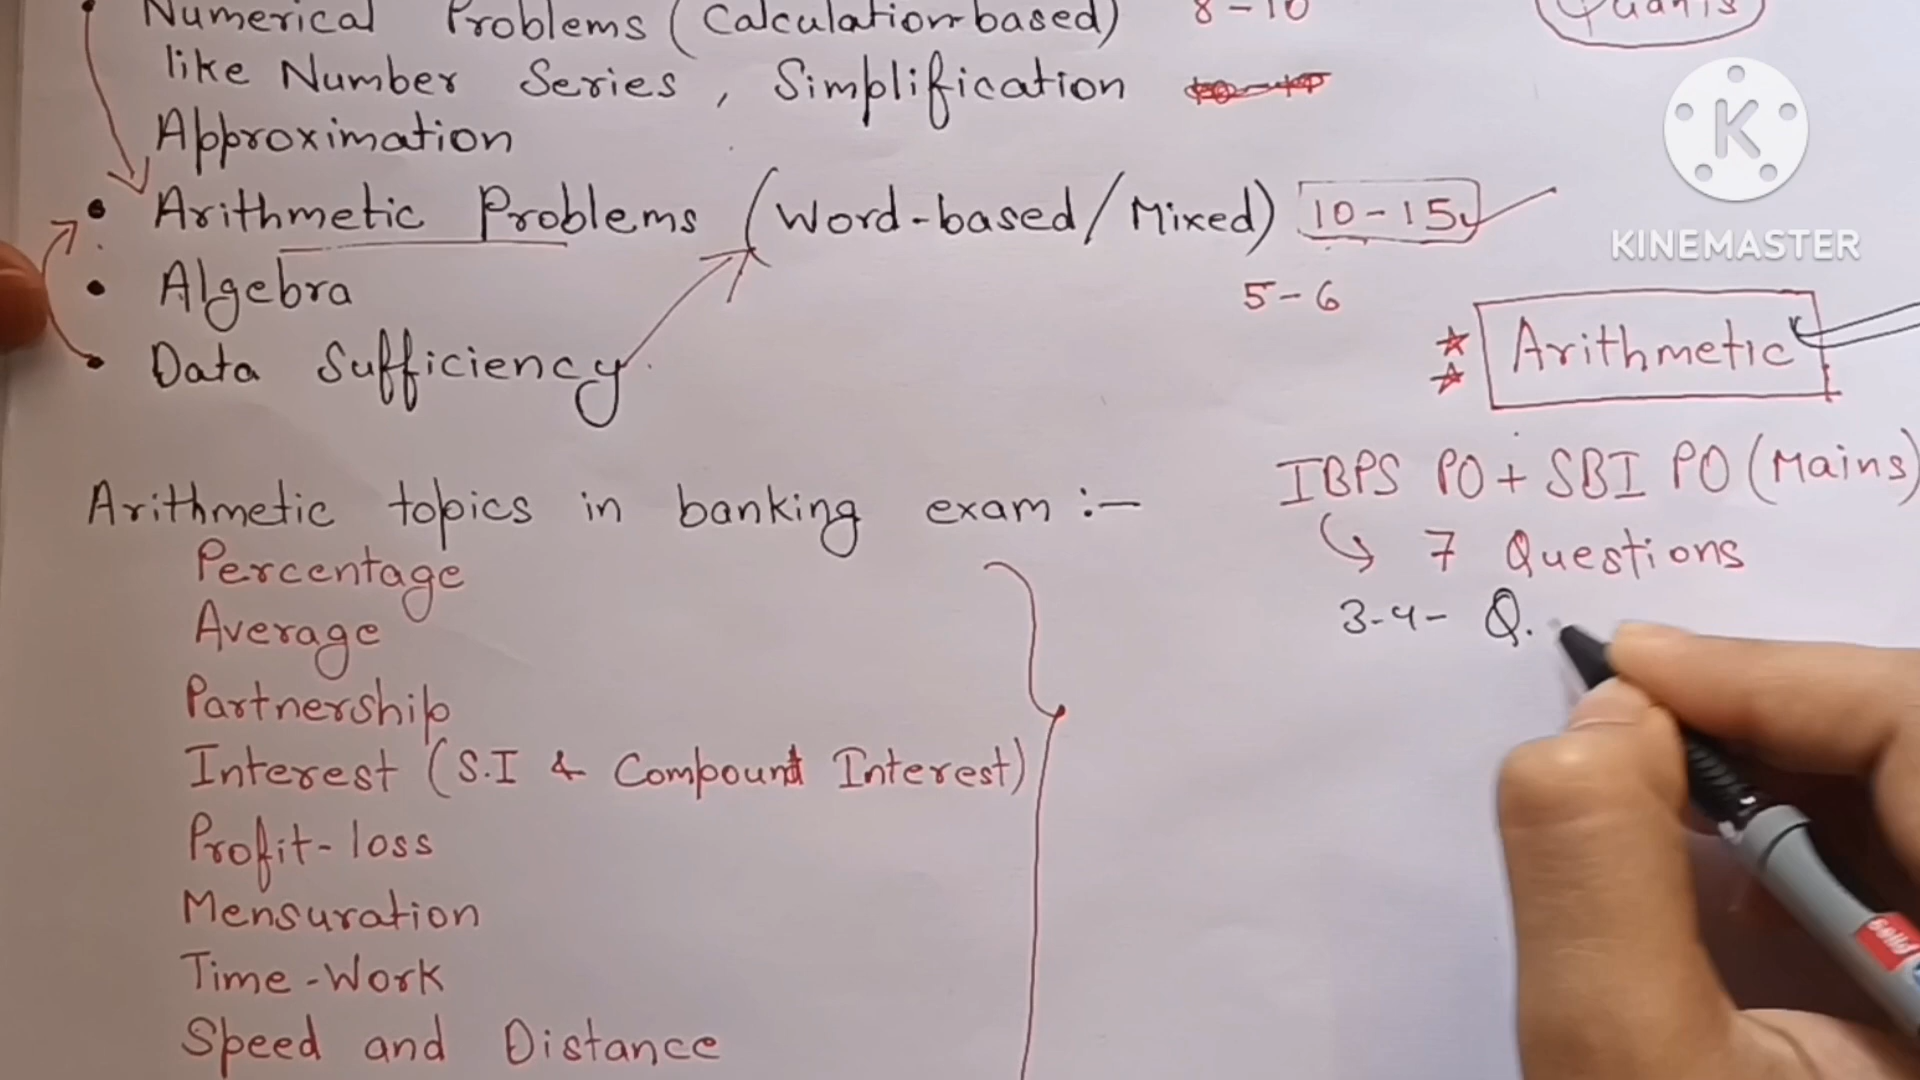 Numerical Problems (Calculation-based) 8-10
Quants
like Number Series, Simplification
Approximation
K
KINEMASTER
• Arithmetic Problems (Word-based/Mixed) 10-15
• Algebra 5-6
• Data Sufficiency
Arithmetic
IBPS PO + SBI PO (Mains)
7 Questions
3-4- Q.
Arithmetic topics in banking exam :-
Percentage
Average
Partnership
Interest (S.I & Compount Interest)
Profit-loss
Mensuration
Time-Work
Speed and Distance